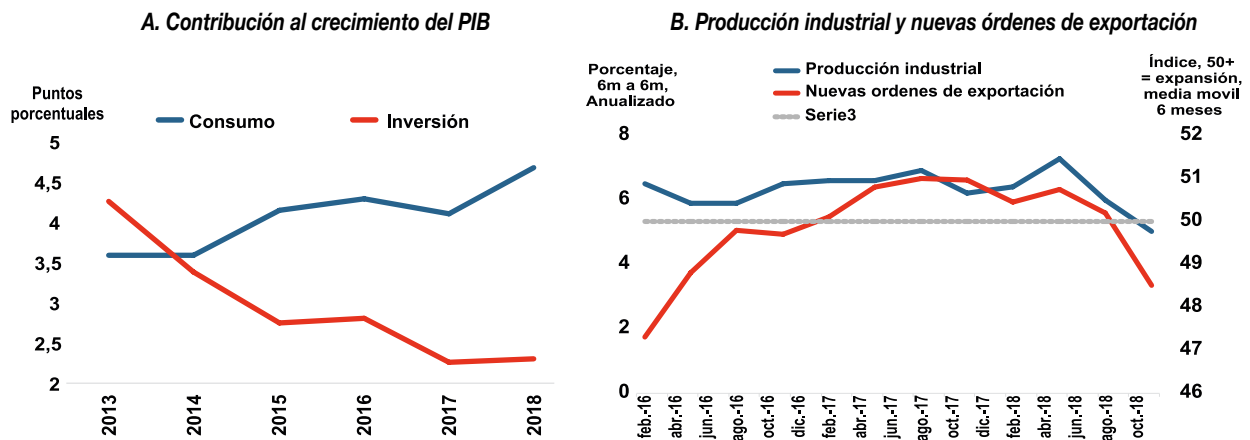 A. Contribución al crecimiento del PIB
Puntos
porcentuales
Consumo
Inversión
5
4,5
4
3,5
3
2,5
2
2013
2014
2015
2016
2017
2018
B. Producción industrial y nuevas órdenes de exportación
Porcentaje,
6m a 6m,
Anualizado
Producción industrial
Nuevas ordenes de exportación
Serie3
Índice, 50+
= expansión,
media movil
6 meses
8
6
4
2
0
52
51
50
49
48
47
46
feb.-16
abr.-16
jun.-16
ago.-16
oct.-16
dic.-16
feb.-17
abr.-17
jun.-17
ago.-17
oct.-17
dic.-17
feb.-18
abr.-18
jun.-18
ago.-18
oct.-18